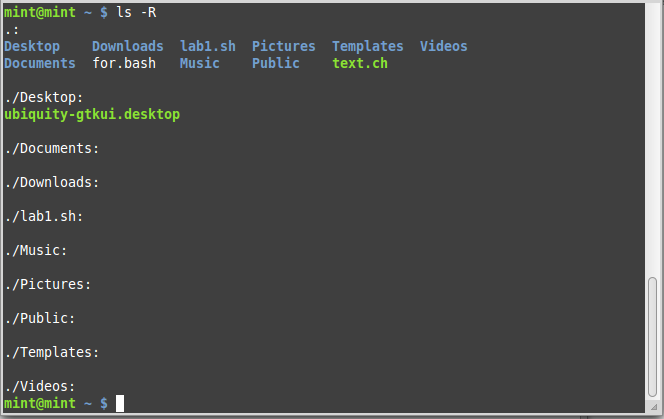 mint@mint ~ $ ls -R
.:
Desktop    Downloads  lab1.sh  Pictures  Templates  Videos
Documents  for.bash   Music    Public    text.ch

./Desktop:
ubiquity-gtkui.desktop

./Documents:

./Downloads:

./lab1.sh:

./Music:

./Pictures:

./Public:

./Templates:

./Videos:
mint@mint ~ $